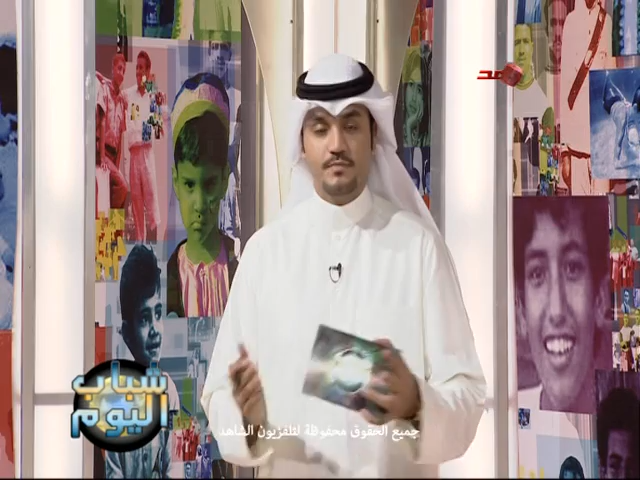 شباب
اليوم
جميع الحقوق محفوظة لتلفزيون الشاهد